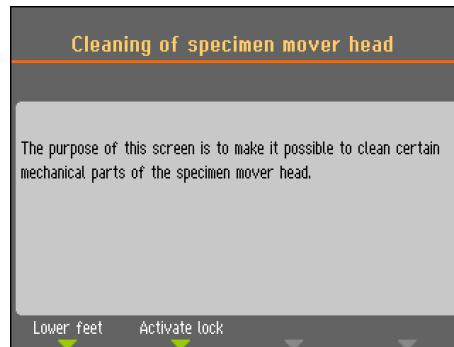 Cleaning of specimen mover head
The purpose of this screen is to make it possible to clean certain
mechanical parts of the specimen mover head.
Lower feet Activate lock